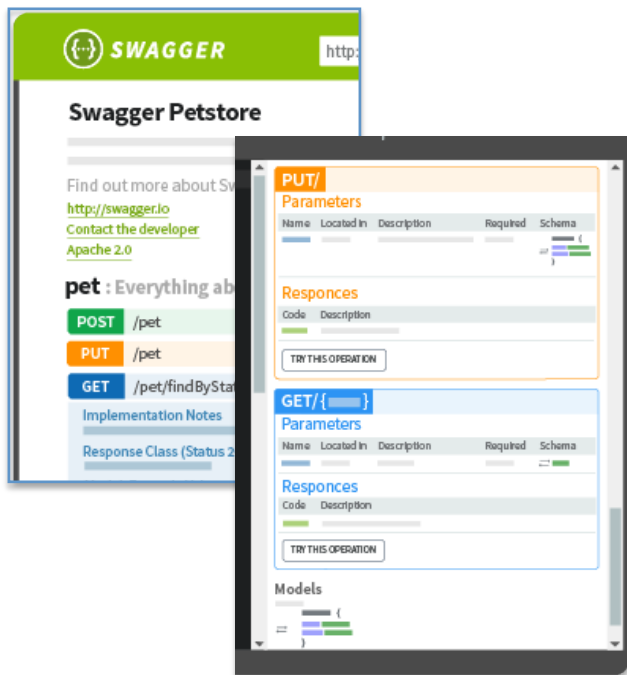 SWAGGER
http:
Swagger Petstore
Find out more about Sw
http://swagger.io
Contact the developer
Apache 2.0
pet : Everything ab
POST /pet
PUT /pet
GET /pet/findByStat
Implementation Notes
Response Class (Status 2
PUT/
Parameters
Name Located In Description Required Schema
{
}
Responces
Code Description
TRY THIS OPERATION
GET/{ }
Parameters
Name Located In Description Required Schema
Responces
Code Description
TRY THIS OPERATION
Models
{
}